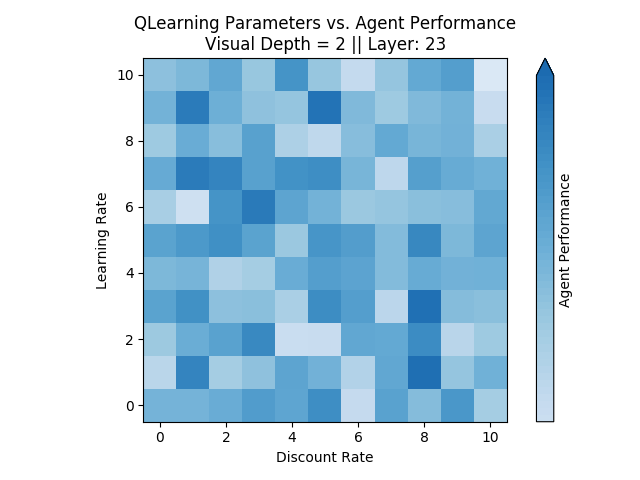 QLearning Parameters vs. Agent Performance
Visual Depth = 2 || Layer: 23
10
8
6
4
2
0
Learning Rate
0 2 4 6 8 10
Discount Rate
Agent Performance